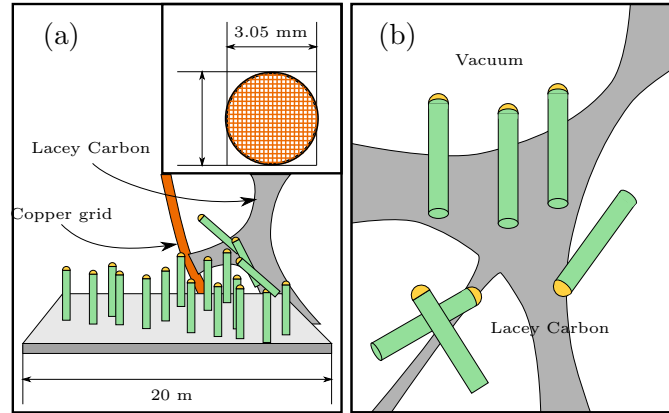 (a)
3.05 mm
Lacey Carbon
Copper grid
20 m
(b)
Vacuum
Lacey Carbon